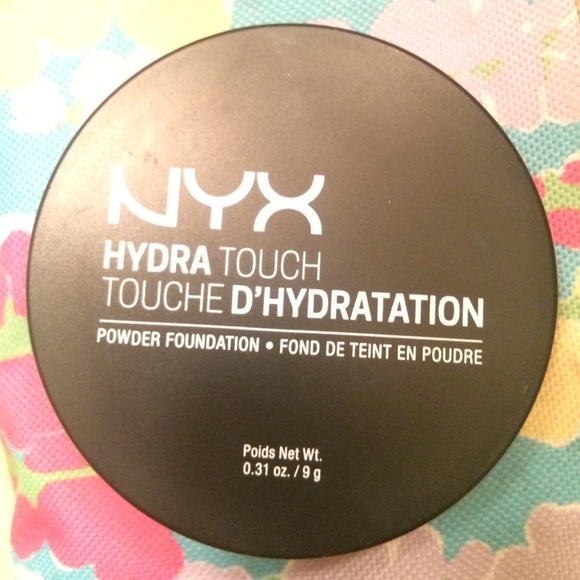 NYX
HYDRA TOUCH
TOUCHE D'HYDRATATION
POWDER FOUNDATION • FOND DE TEINT EN POUDRE
Poids Net Wt.
0.31 oz. / 9 g